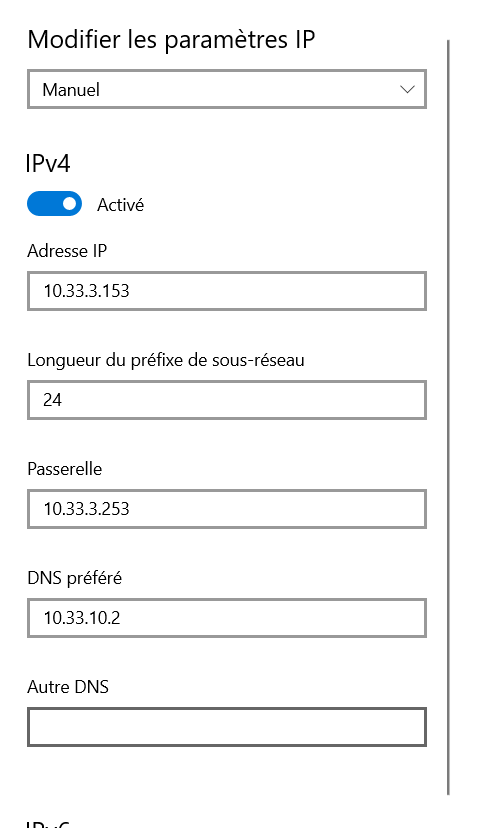 Modifier les paramètres IP
Manuel
IPv4
Activé
Adresse IP
10.33.3.153
Longueur du préfixe de sous-réseau
24
Passerelle
10.33.3.253
DNS préféré
10.33.10.2
Autre DNS
IPv6